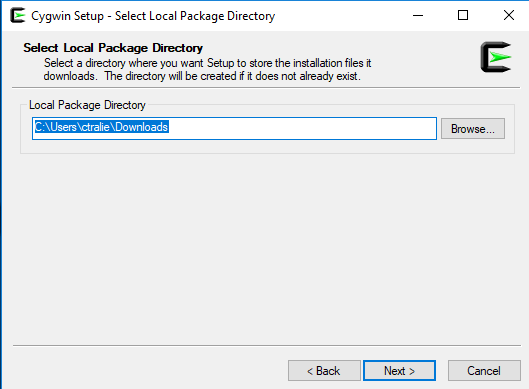 Cygwin Setup - Select Local Package Directory
Select Local Package Directory
Select a directory where you want Setup to store the installation files it
downloads. The directory will be created if it does not already exist.
Local Package Directory
C:\Users\ctralie\Downloads
Browse...
< Back
Next >
Cancel